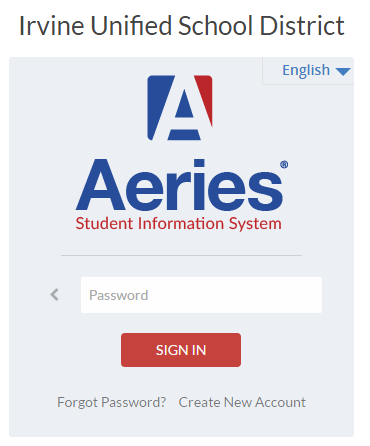 Irvine Unified School District
English
A
Aeries®
Student Information System
Password
SIGN IN
Forgot Password? Create New Account